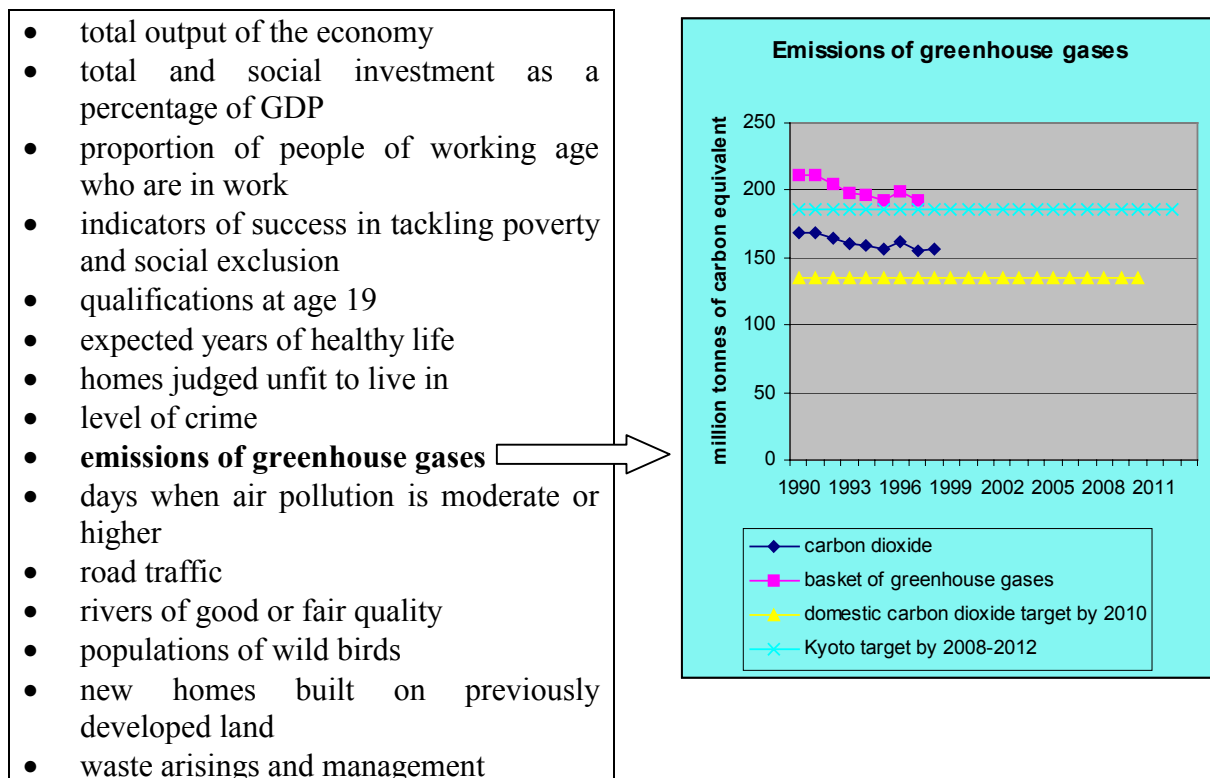 • total output of the economy
• total and social investment as a
percentage of GDP
• proportion of people of working age
who are in work
• indicators of success in tackling poverty
and social exclusion
• qualifications at age 19
• expected years of healthy life
• homes judged unfit to live in
• level of crime
• emissions of greenhouse gases
• days when air pollution is moderate or
higher
• road traffic
• rivers of good or fair quality
• populations of wild birds
• new homes built on previously
developed land
• waste arisings and management
Emissions of greenhouse gases
million tonnes of carbon equivalent
250
200
150
100
50
0
1990 1993 1996 1999 2002 2005 2008 2011
carbon dioxide
basket of greenhouse gases
domestic carbon dioxide target by 2010
Kyoto target by 2008-2012